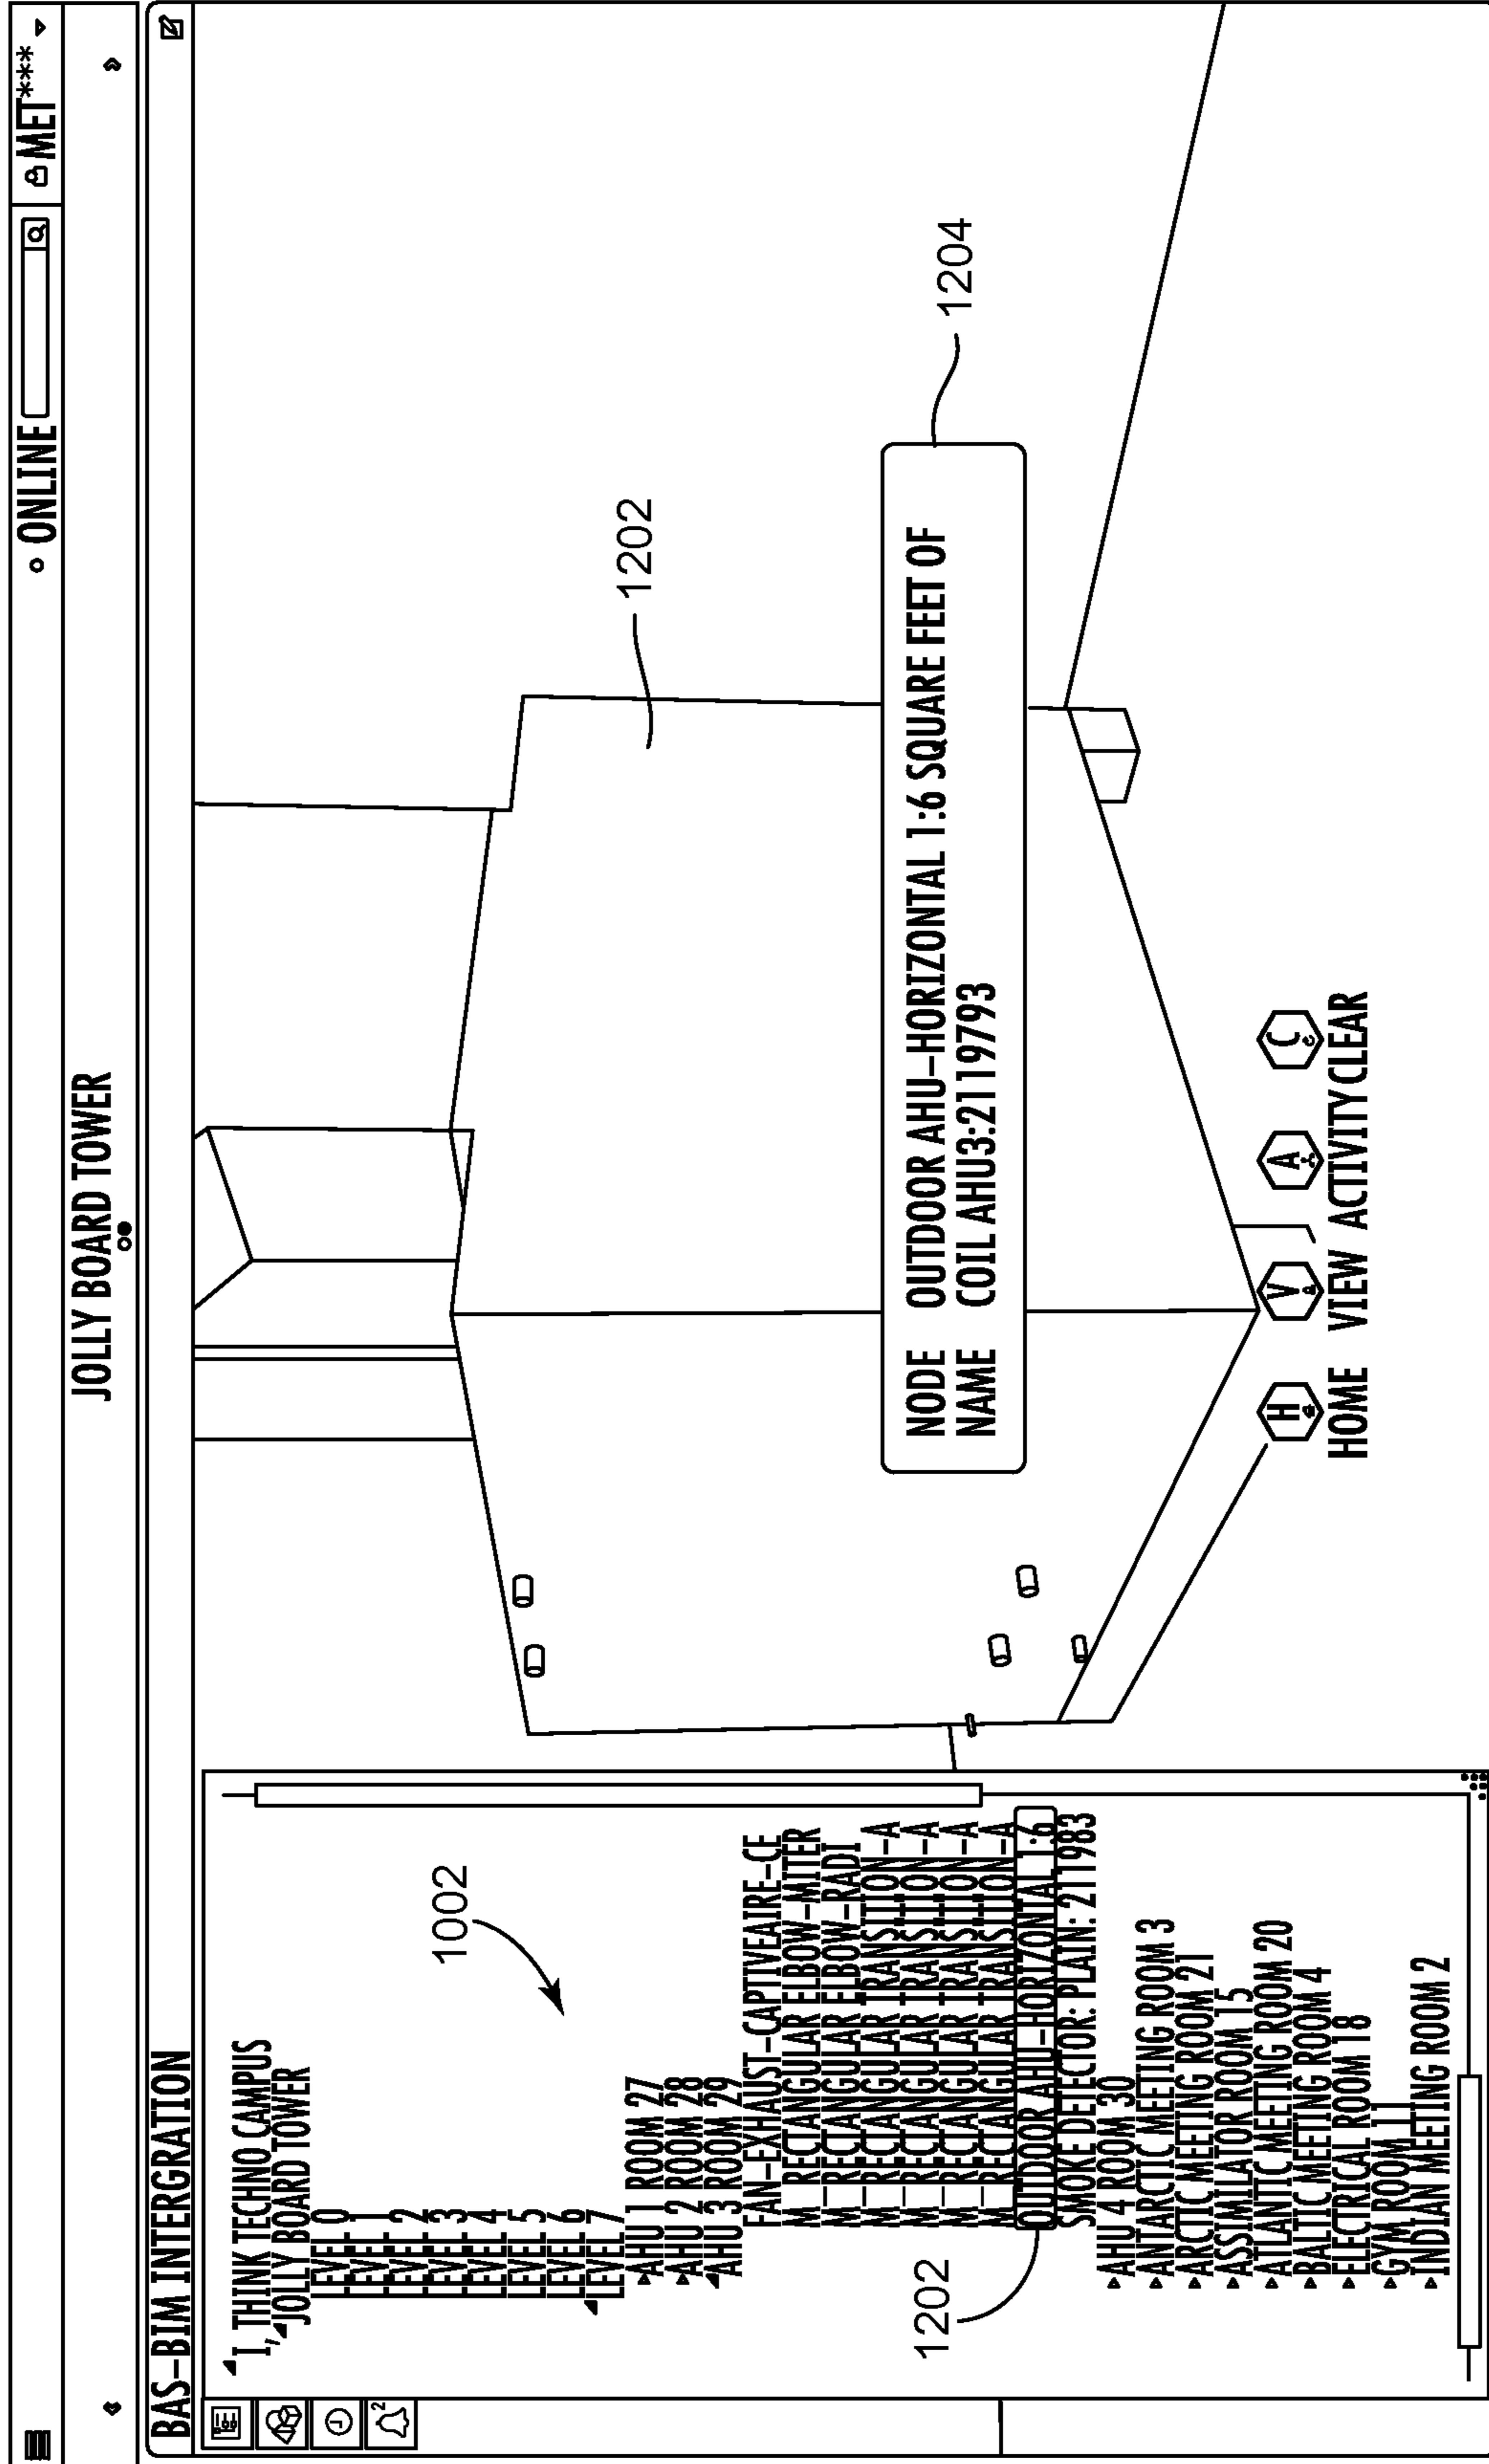 ONLINE
MET***
JOLLY BOARD TOWER
BAS-BIM INTERGRATION
I, THINK TECHNO CAMPUS
JOLLY BOARD TOWER
LEVEL 0
LEVEL 1
LEVEL 2
LEVEL 3
LEVEL 4
LEVEL 5
LEVEL 6
LEVEL 7
AHU 1 ROOM 27
AHU 2 ROOM 28
AHU 3 ROOM 29
FAN-EXHAUST-CAPTIVEAIRE-CE
M_RECTANGULAR ELBOW-MITER
M_RECTANGULAR ELBOW-RADI
M_RECTANGULAR TRANSITION-A
M_RECTANGULAR TRANSITION-A
M_RECTANGULAR TRANSITION-A
M_RECTANGULAR TRANSITION-A
OUTDOOR AHU-HORIZONTAL 1:6
SMOKE DETECTOR: PLAIN: 211983
AHU 4 ROOM 30
ANTARCTIC MEETING ROOM 3
ARCTIC MEETING ROOM 21
ASSIMILATOR ROOM 15
ATLANTIC MEETING ROOM 20
BALTIC MEETING ROOM 4
ELECTRICAL ROOM 18
GYM ROOM 11
INDIAN MEETING ROOM 2
1002
1202
1202
1204
NODE OUTDOOR AHU-HORIZONTAL 1:6 SQUARE FEET OF
NAME COIL AHU3:2119793
H V A C
HOME VIEW ACTIVITY CLEAR
2